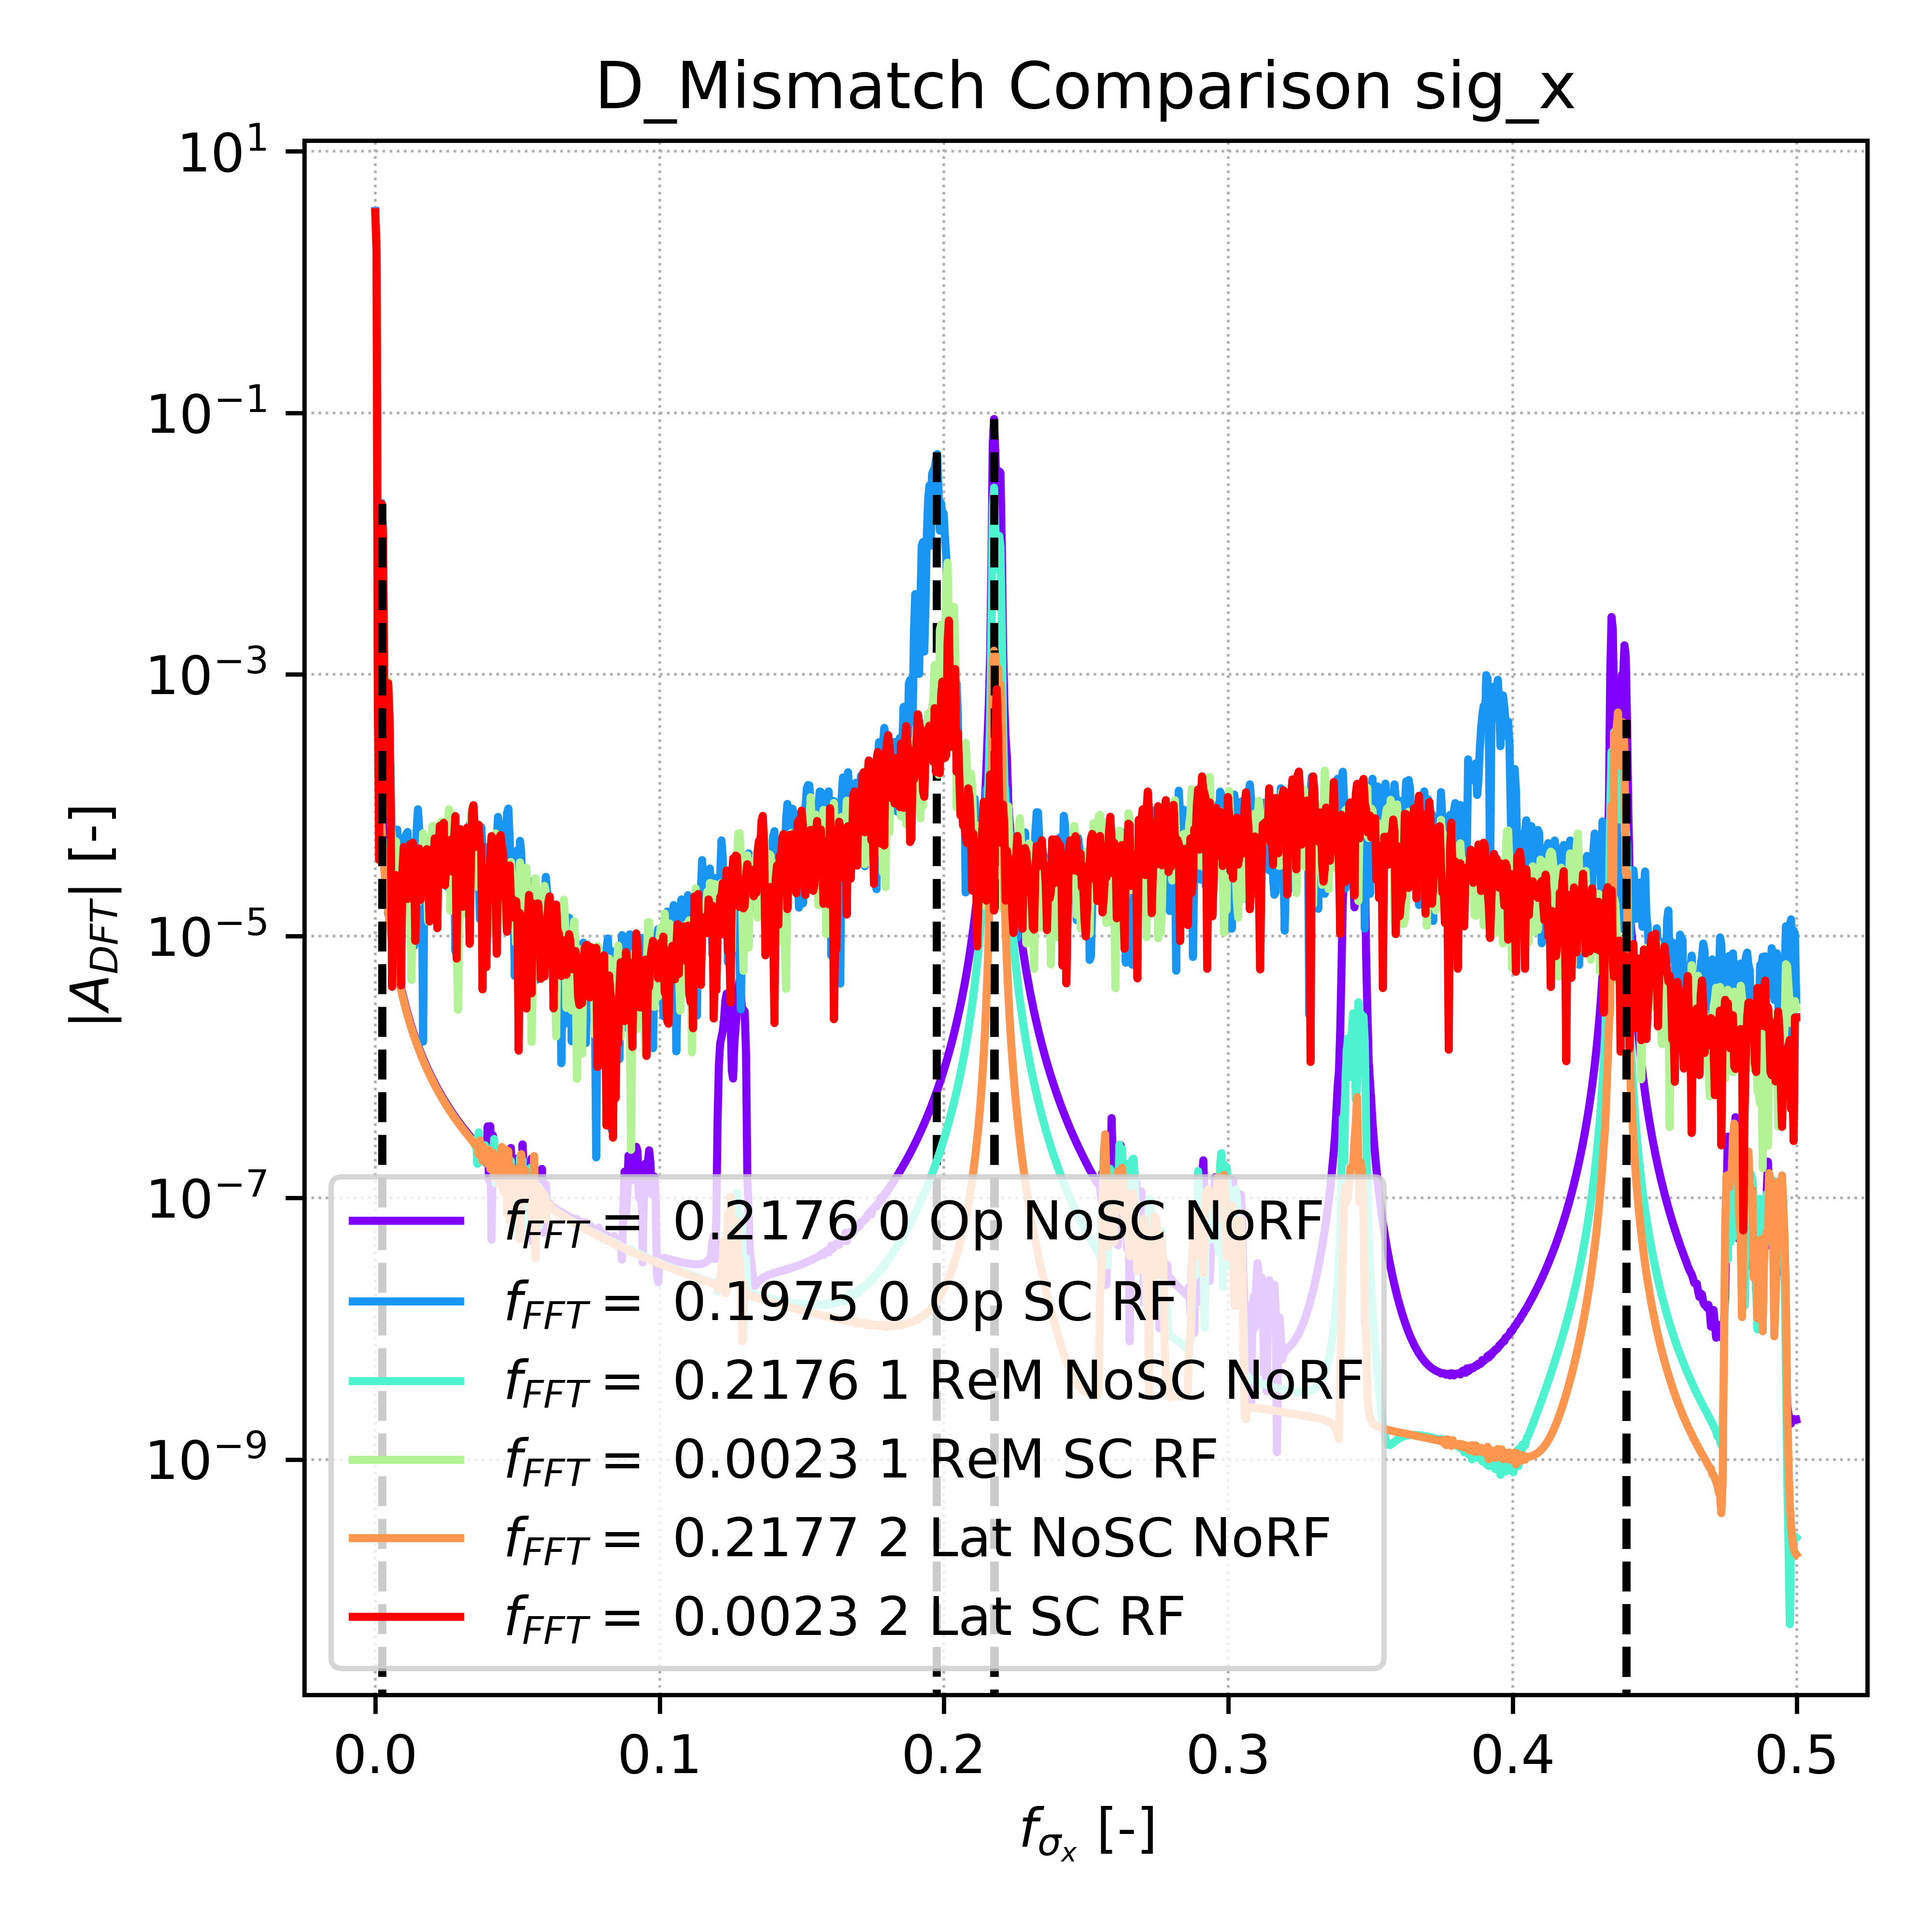 D_Mismatch Comparison sig_x
10^1
10^−1
10^−3
10^−5
10^−7
10^−9
|A_DFT| [-]
f_FFT = 0.2176 0 Op NoSC NoRF
f_FFT = 0.1975 0 Op SC RF
f_FFT = 0.2176 1 ReM NoSC NoRF
f_FFT = 0.0023 1 ReM SC RF
f_FFT = 0.2177 2 Lat NoSC NoRF
f_FFT = 0.0023 2 Lat SC RF
0.0 0.1 0.2 0.3 0.4 0.5
f_σ_x [-]